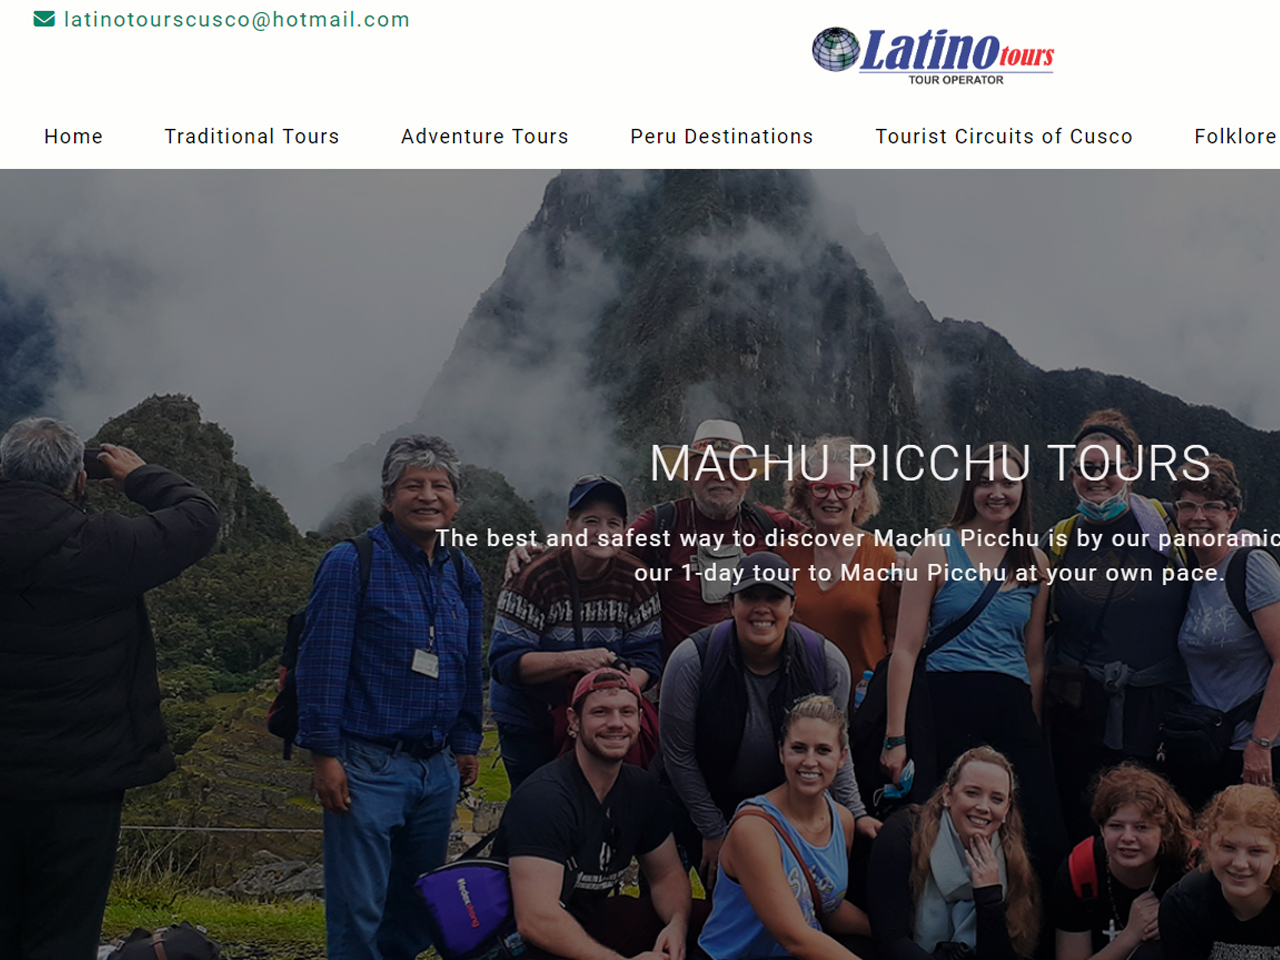 latinotourscusco@hotmail.com
Latino tours
TOUR OPERATOR
Home Traditional Tours Adventure Tours Peru Destinations Tourist Circuits of Cusco Folklore
MACHU PICCHU TOURS
The best and safest way to discover Machu Picchu is by our panoramic
our 1-day tour to Machu Picchu at your own pace.